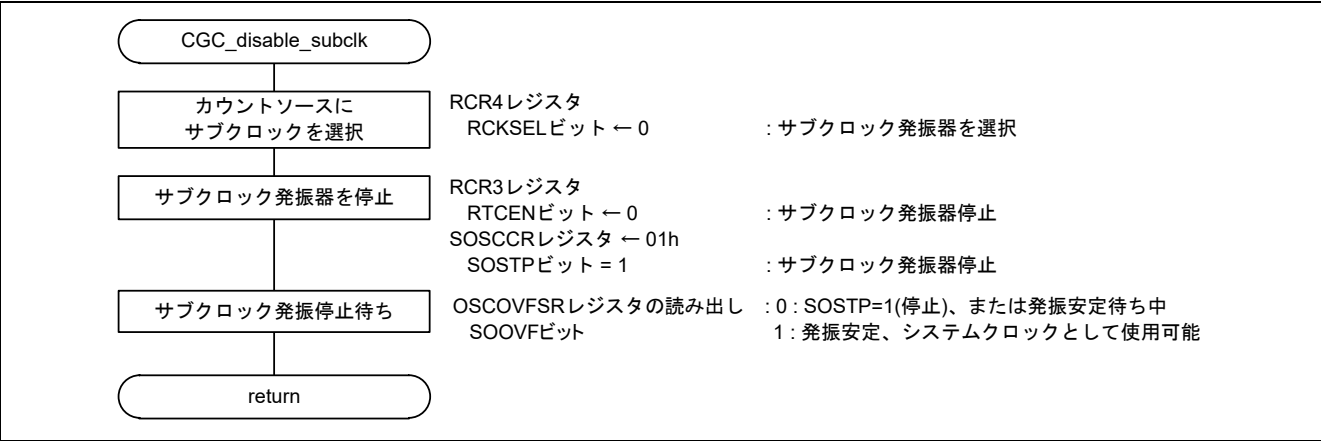 CGC_disable_subclk
カウントソースに
サブクロックを選択
RCR4レジスタ
RCKSELビット ← 0 : サブクロック発振器を選択
サブクロック発振器を停止
RCR3レジスタ
RTCENビット ← 0 : サブクロック発振器停止
SOSCCRレジスタ ← 01h
SOSTPビット = 1 : サブクロック発振器停止
サブクロック発振停止待ち
OSCOVFSRレジスタの読み出し : 0 : SOSTP=1(停止)、または発振安定待ち中
SOOVFビット 1 : 発振安定、システムクロックとして使用可能
return